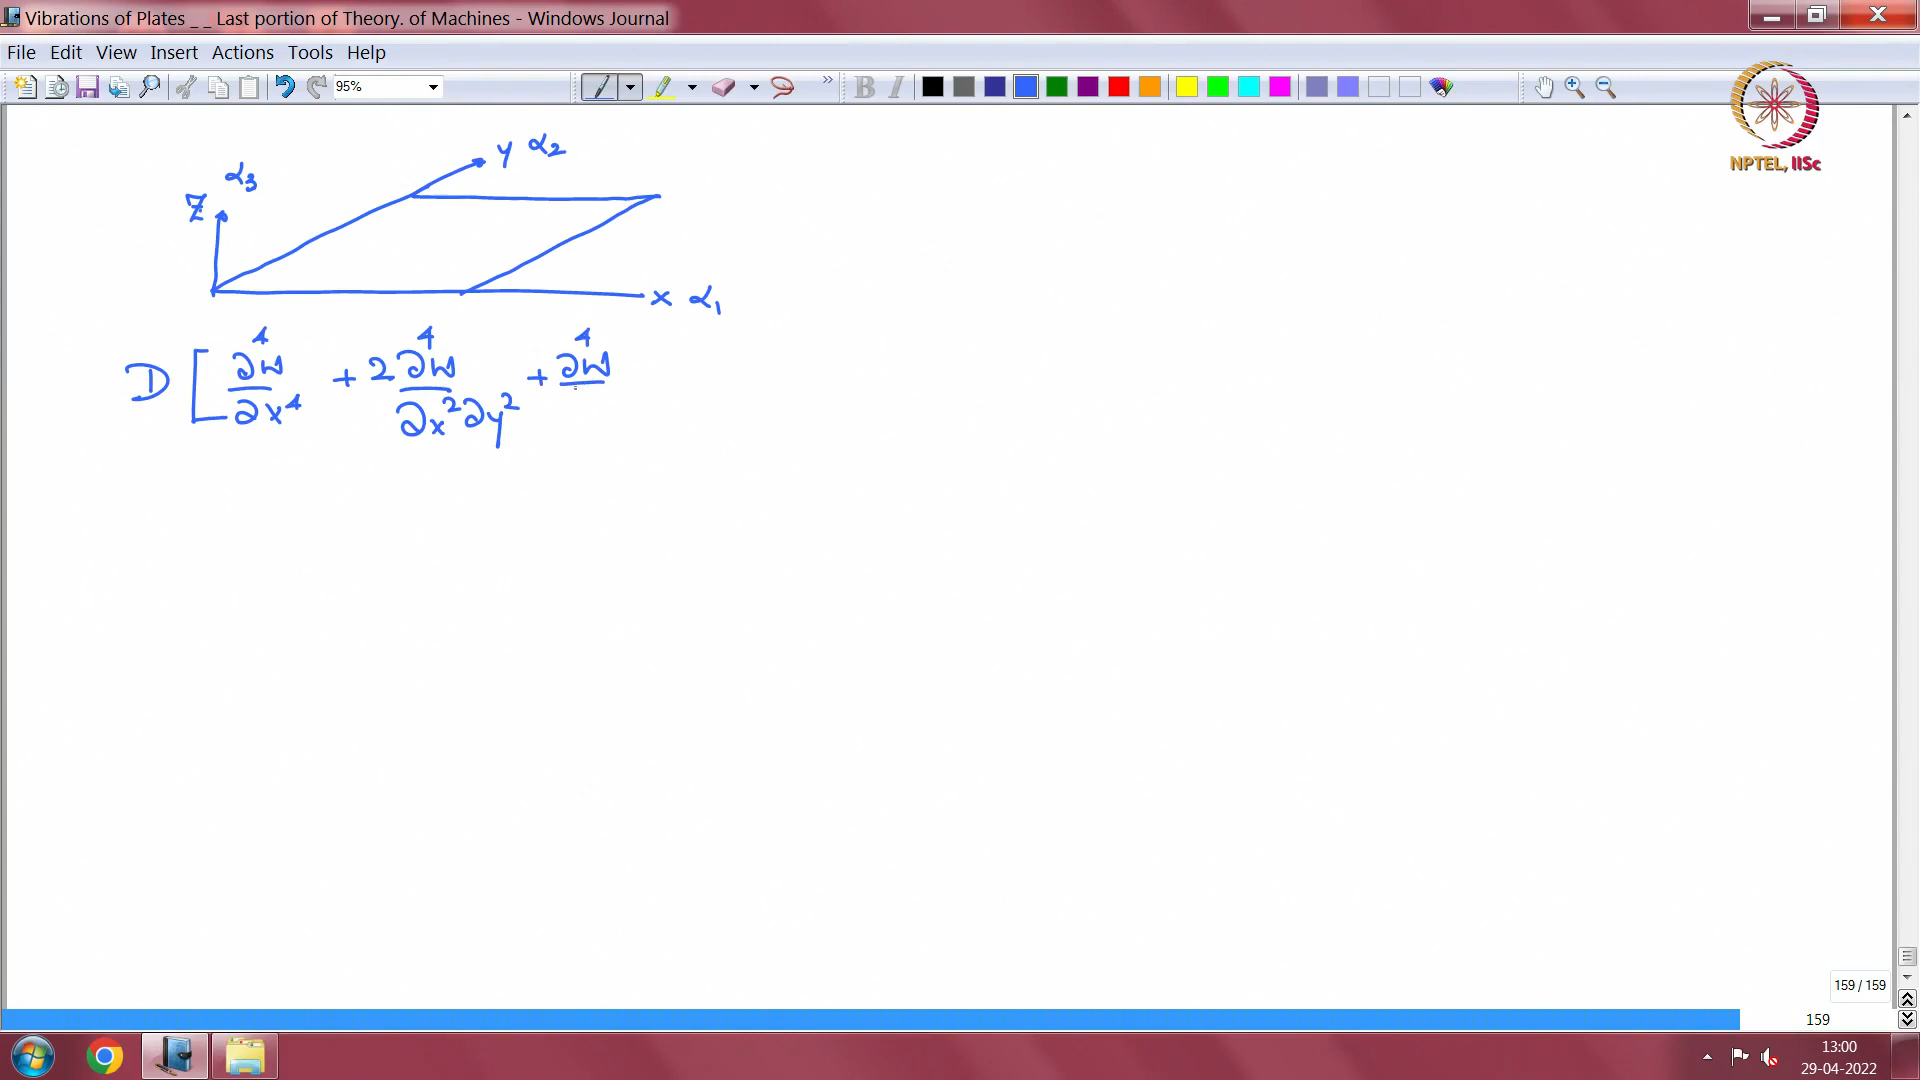 Vibrations of Plates _ _ Last portion of Theory. of Machines - Windows Journal
File Edit View Insert Actions Tools Help
95%
B I
NPTEL, IISc
y α₂
α₃
z
x α₁
D [ ∂⁴w/∂x⁴ + 2 ∂⁴w/∂x²∂y² + ∂⁴w/
159 / 159
159
13:00
29-04-2022